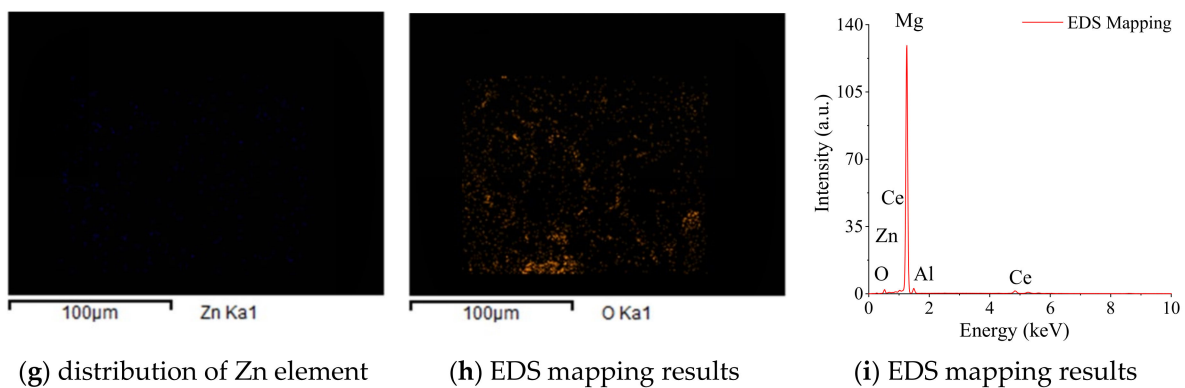 100μm Zn Ka1
(g) distribution of Zn element
100μm O Ka1
(h) EDS mapping results
140
105
70
35
0
Intensity (a.u.)
Mg
EDS Mapping
Ce
Zn
O
Al
Ce
0 2 4 6 8 10
Energy (keV)
(i) EDS mapping results